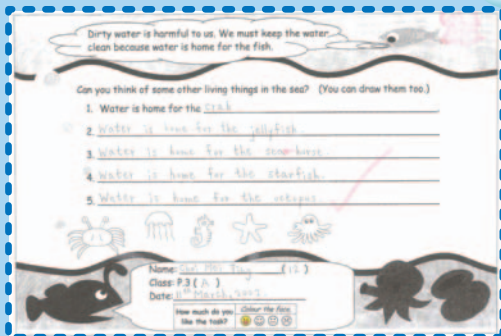 Dirty water is harmful to us. We must keep the water
clean because water is home for the fish.
Can you think of some other living things in the sea? (You can draw them too.)
1. Water is home for the crab
2. Water is home for the jellyfish.
3. Water is home for the sea horse.
4. Water is home for the starfish.
5. Water is home for the octopus.
Name: ( 12 )
Class: P.3 ( )
Date: March,
How much do you
like the task?
Colour the face.